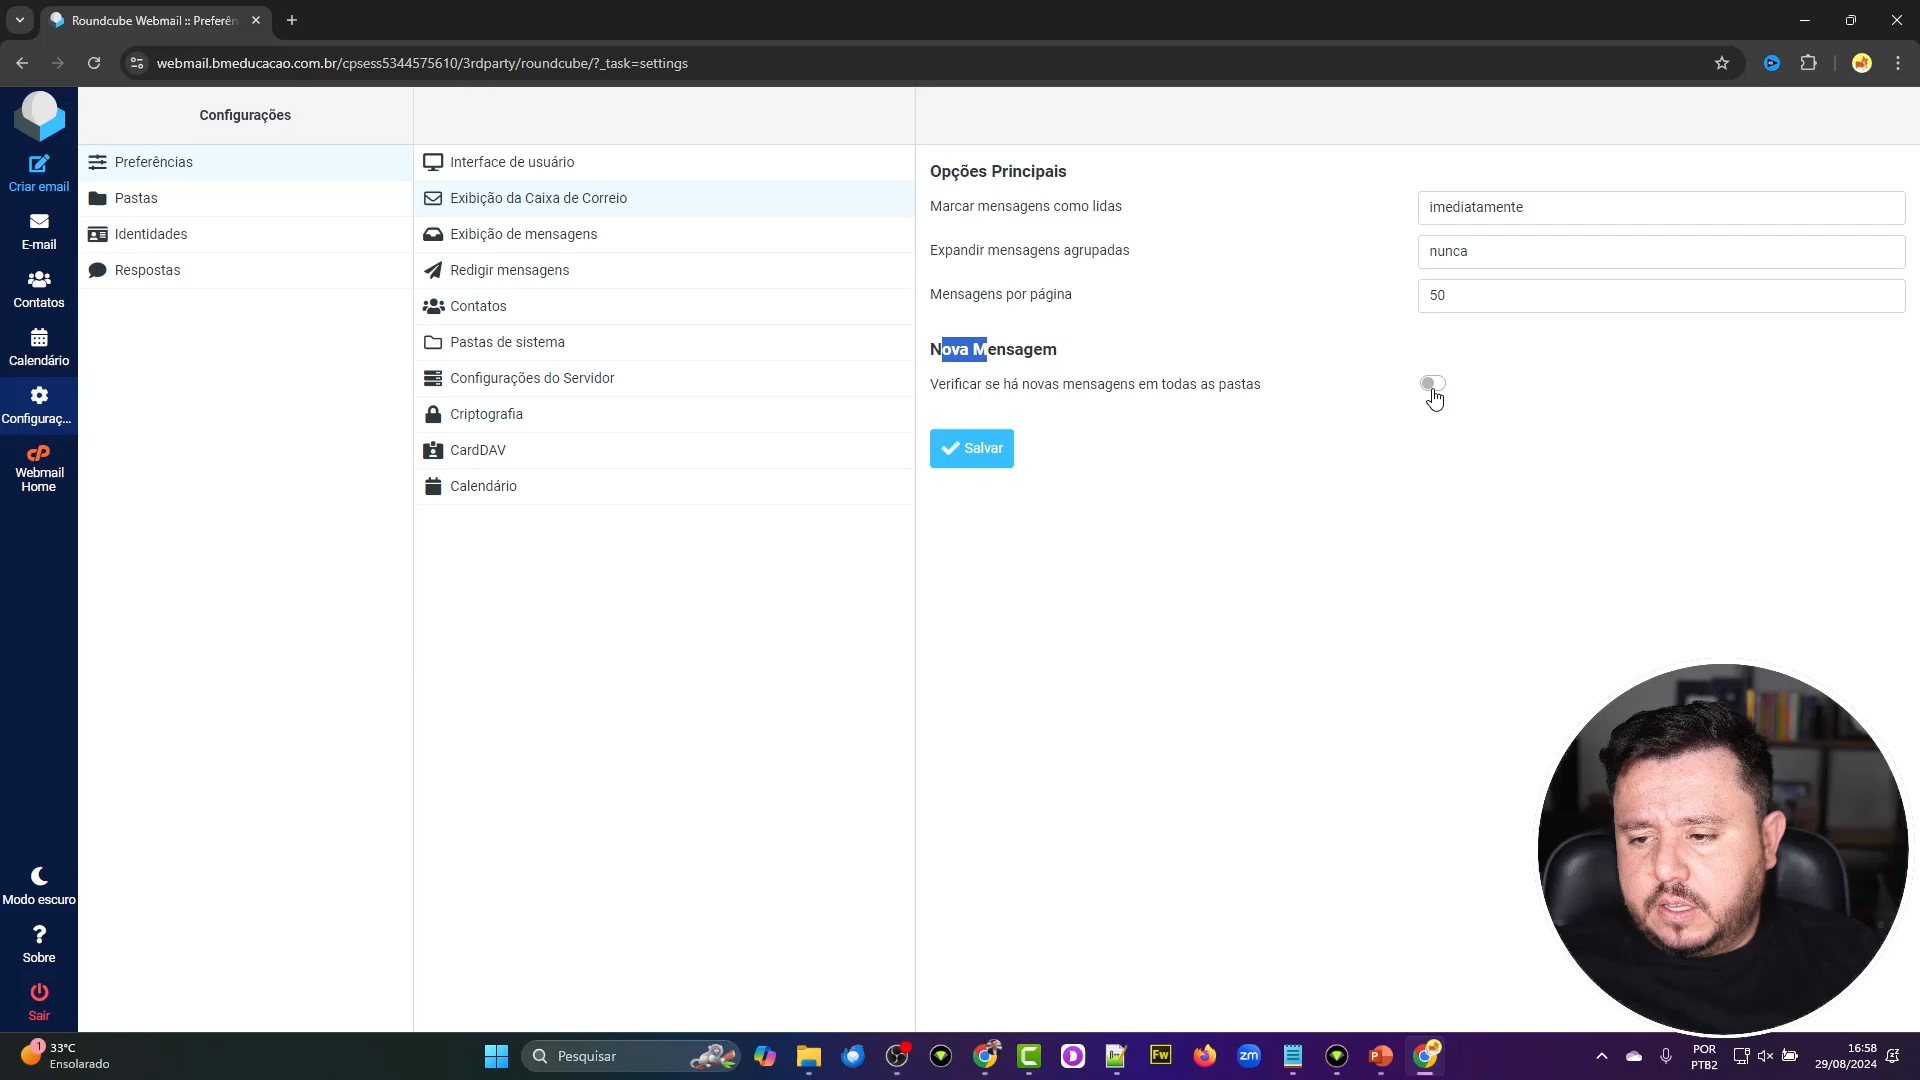 Roundcube Webmail :: Preferên
webmail.bmeducacao.com.br/cpsess5344575610/3rdparty/roundcube/?_task=settings
Criar email
E-mail
Contatos
Calendário
Configuraç...
cP
Webmail
Home
Modo escuro
?
Sobre
Sair
Configurações
Preferências
Pastas
Identidades
Respostas
Interface de usuário
Exibição da Caixa de Correio
Exibição de mensagens
Redigir mensagens
Contatos
Pastas de sistema
Configurações do Servidor
Criptografia
CardDAV
Calendário
Opções Principais
Marcar mensagens como lidas
imediatamente
Expandir mensagens agrupadas
nunca
Mensagens por página
50
Nova Mensagem
Verificar se há novas mensagens em todas as pastas
Salvar
1
33°C
Ensolarado
Pesquisar
Fw
zm
POR
PTB2
16:58
29/08/2024